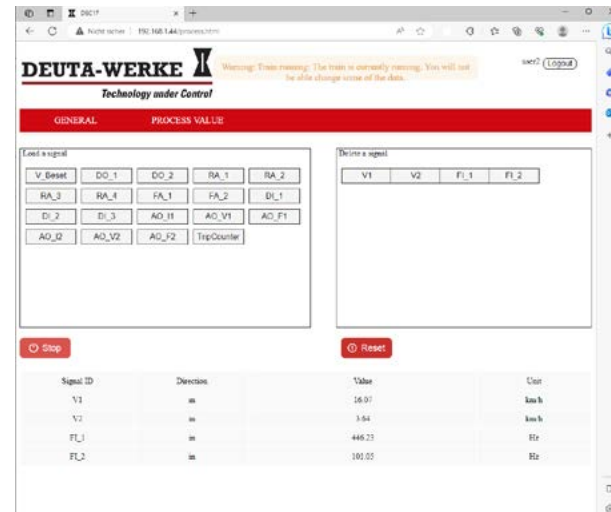 DSC1F
Nicht sicher | 192.168.1.44/process.html
DEUTA-WERKE
Technology under Control
Warning: Train running: The train is currently running. You will not
be able change some of the data.
user2 (Logout)
GENERAL PROCESS VALUE
Load a signal
V_Beset DO_1 DO_2 RA_1 RA_2
RA_3 RA_4 FA_1 FA_2 DI_1
DI_2 DI_3 AO_I1 AO_V1 AO_F1
AO_I2 AO_V2 AO_F2 TripCounter
Delete a signal
V1 V2 FI_1 FI_2
Stop
Reset
Signal ID Direction Value Unit
V1 in 16.07 km/h
V2 in 3.64 km/h
FI_1 in 446.23 Hz
FI_2 in 101.05 Hz